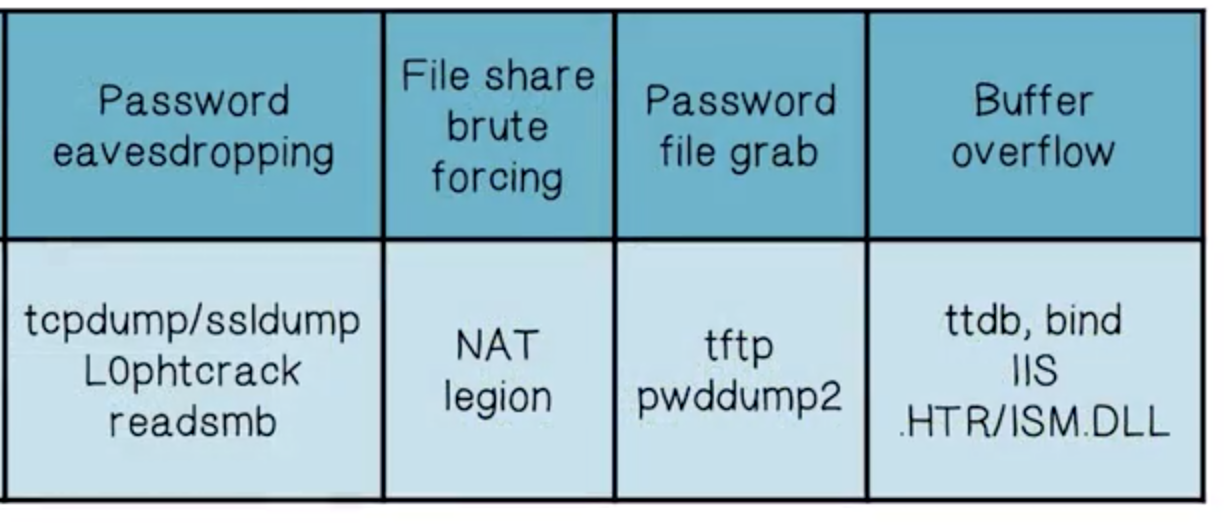 Password
eavesdropping
File share
brute
forcing
Password
file grab
Buffer
overflow
tcpdump/ssldump
L0phtcrack
readsmb
NAT
legion
tftp
pwddump2
ttdb, bind
IIS
.HTR/ISM.DLL